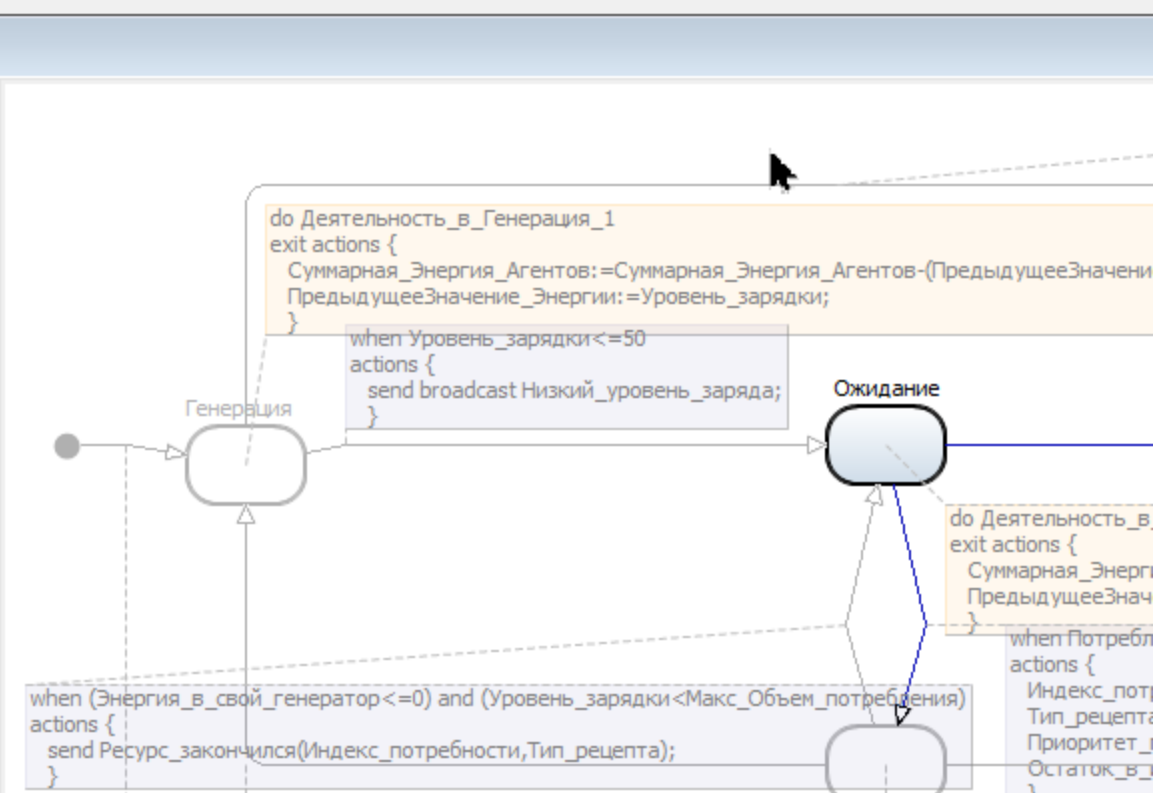 do Деятельность_в_Генерация_1
exit actions {
Суммарная_Энергия_Агентов:=Суммарная_Энергия_Агентов-(ПредыдущееЗначени
ПредыдущееЗначение_Энергии:=Уровень_зарядки;
}
when Уровень_зарядки<=50
actions {
send broadcast Низкий_уровень_заряда;
}
Генерация
Ожидание
do Деятельность_в_
exit actions {
Суммарная_Энерги
ПредыдущееЗначе
}
when Потребл
actions {
Индекс_потр
Тип_рецепта
Приоритет_
Остаток_в_
}
when (Энергия_в_свой_генератор<=0) and (Уровень_зарядки<Макс_Объем_потребления)
actions {
send Ресурс_закончился(Индекс_потребности,Тип_рецепта);
}